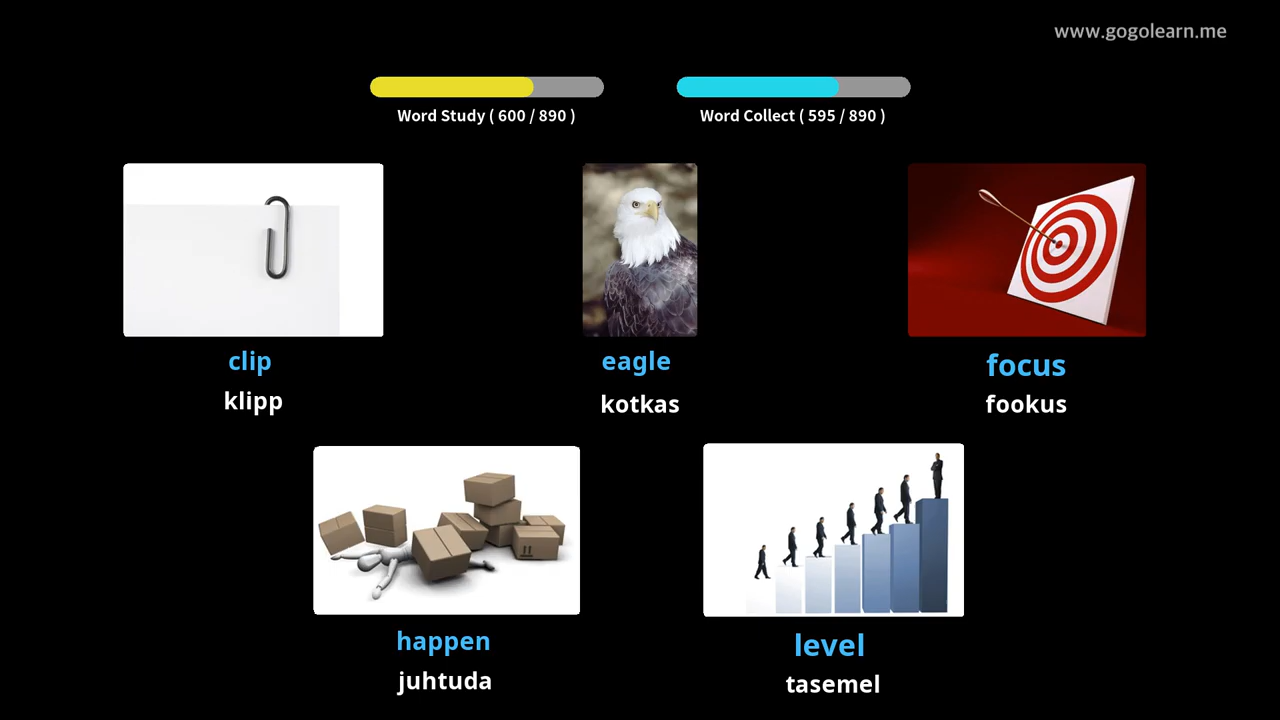 www.gogolearn.me
Word Study ( 600 / 890 )
Word Collect ( 595 / 890 )
clip
klipp
eagle
kotkas
focus
fookus
happen
juhtuda
level
tasemel